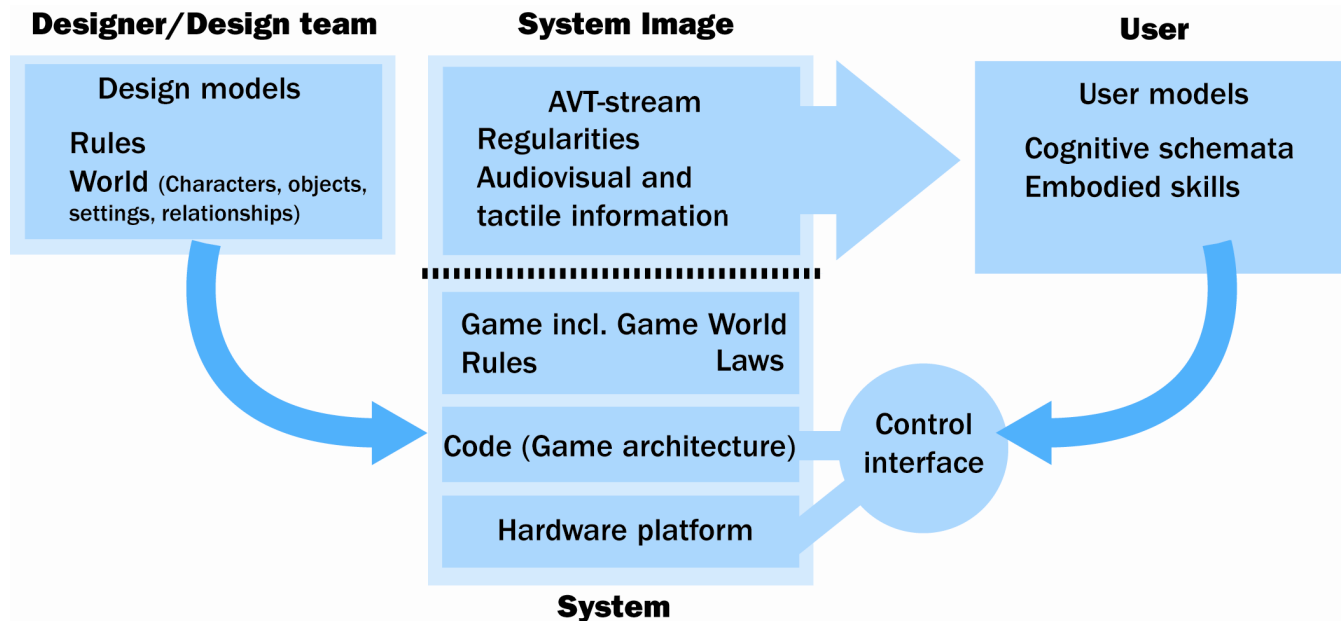 Designer/Design team
Design models
Rules
World (Characters, objects,
settings, relationships)
System Image
AVT-stream
Regularities
Audiovisual and
tactile information
Game incl. Game World
Rules Laws
Code (Game architecture)
Hardware platform
System
Control
interface
User
User models
Cognitive schemata
Embodied skills